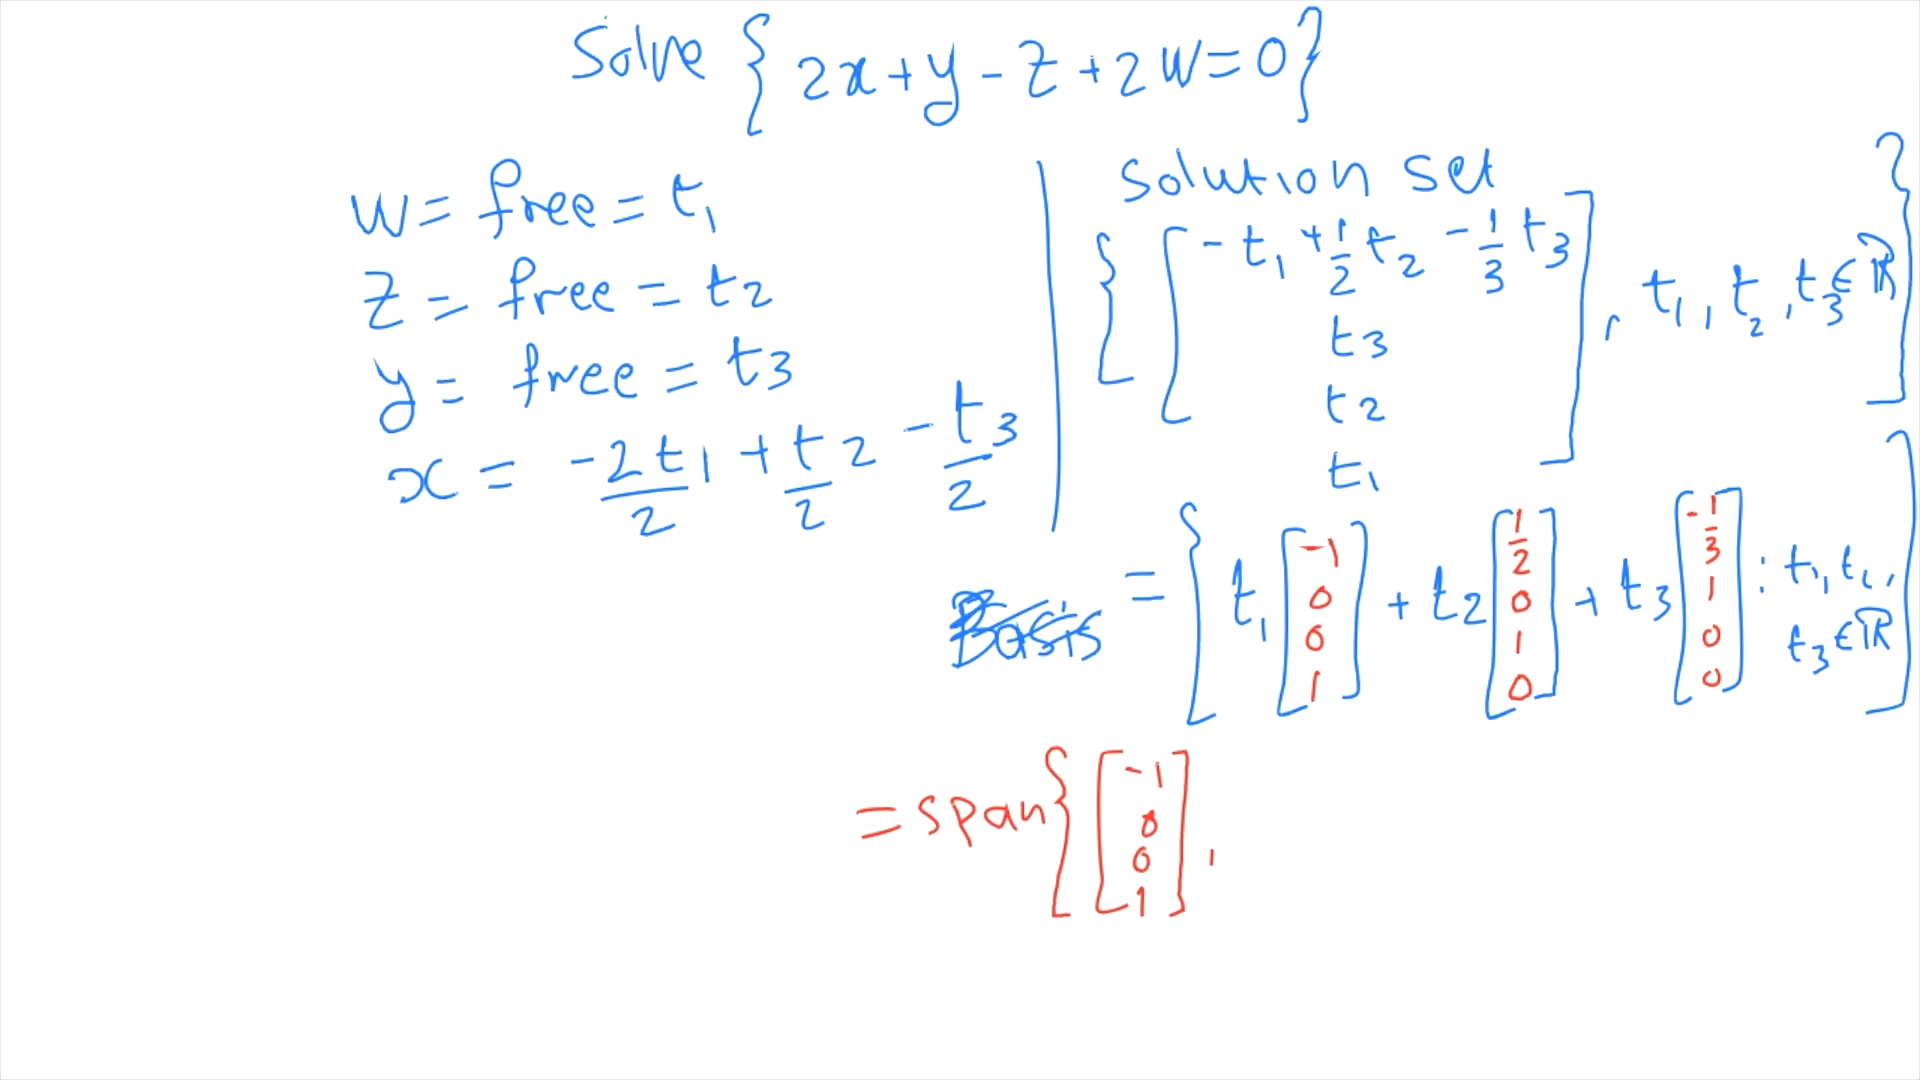 Solve { 2x + y - z + 2w = 0 }
w = free = t₁
z = free = t₂
y = free = t₃
x = -2t₁/2 + t₂/2 - t₃/2
Solution set
{ [ -t₁ + 1/2 t₂ - 1/3 t₃
t₃
t₂
t₁ ] , t₁, t₂, t₃ ∈ ℝ }
Basis = { t₁ [ -1 0 0 1 ] + t₂ [ 1/2 0 1 0 ] + t₃ [ -1/3 1 0 0 ] : t₁, t₂, t₃ ∈ ℝ }
= span { [ -1 0 0 1 ] ,